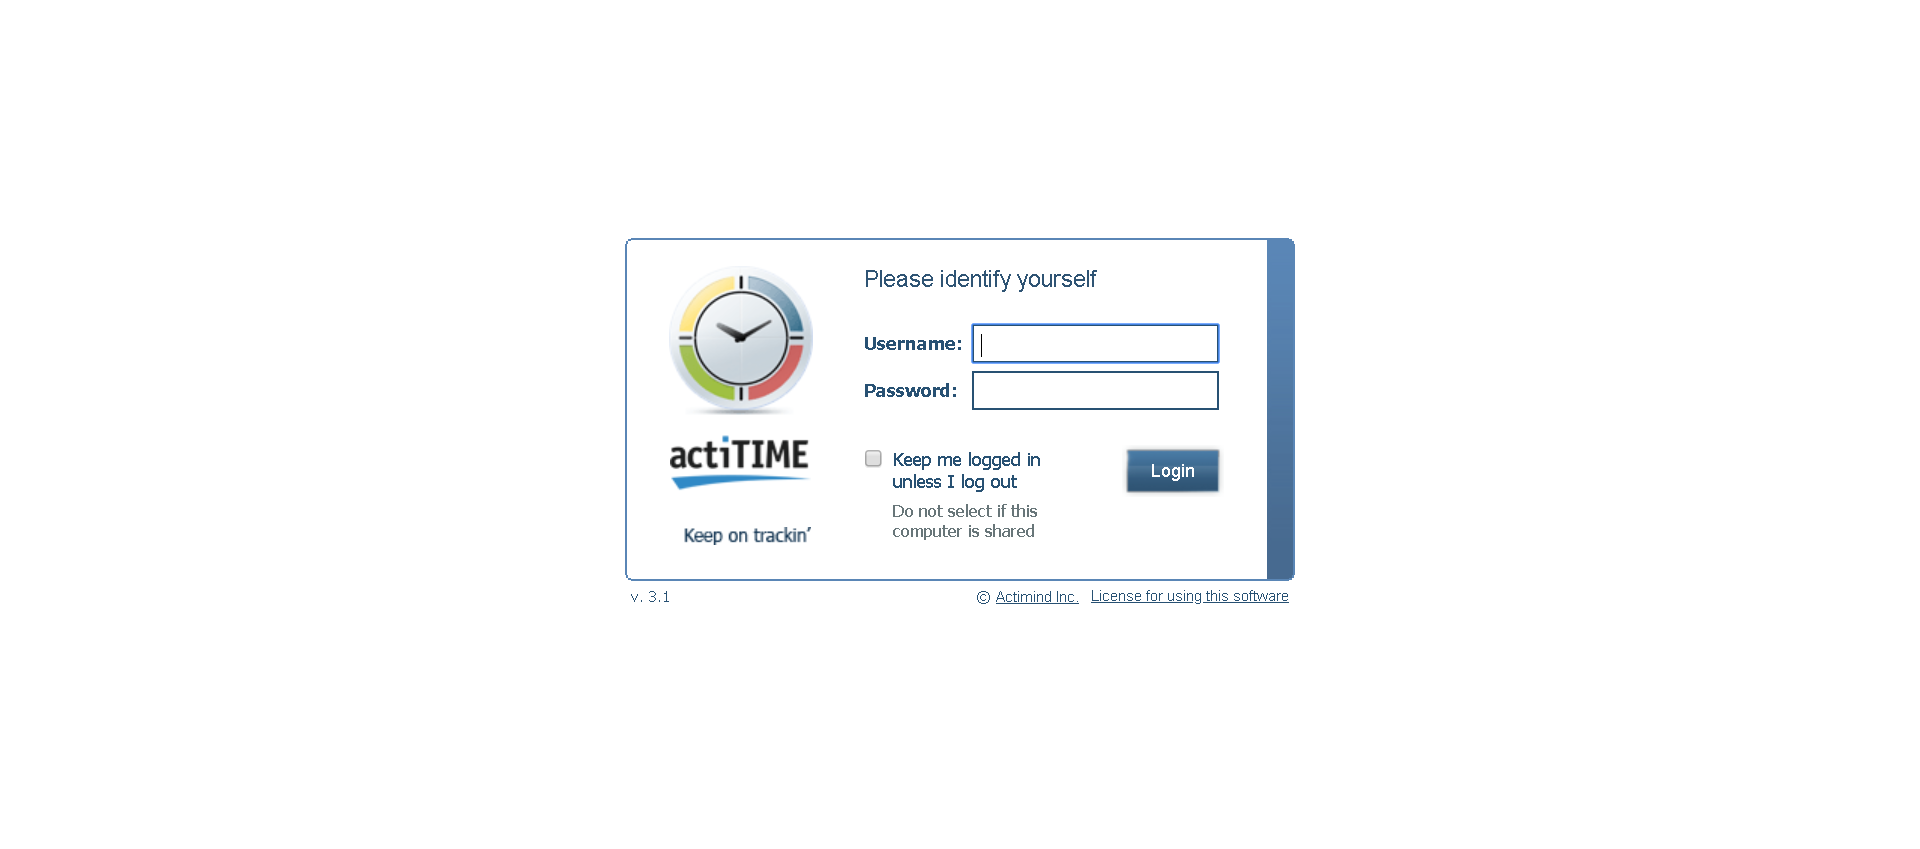 Please identify yourself
Username:
Password:
actiTIME
Keep me logged in
unless I log out
Login
Do not select if this
computer is shared
Keep on trackin’
v. 3.1
© Actimind Inc. License for using this software